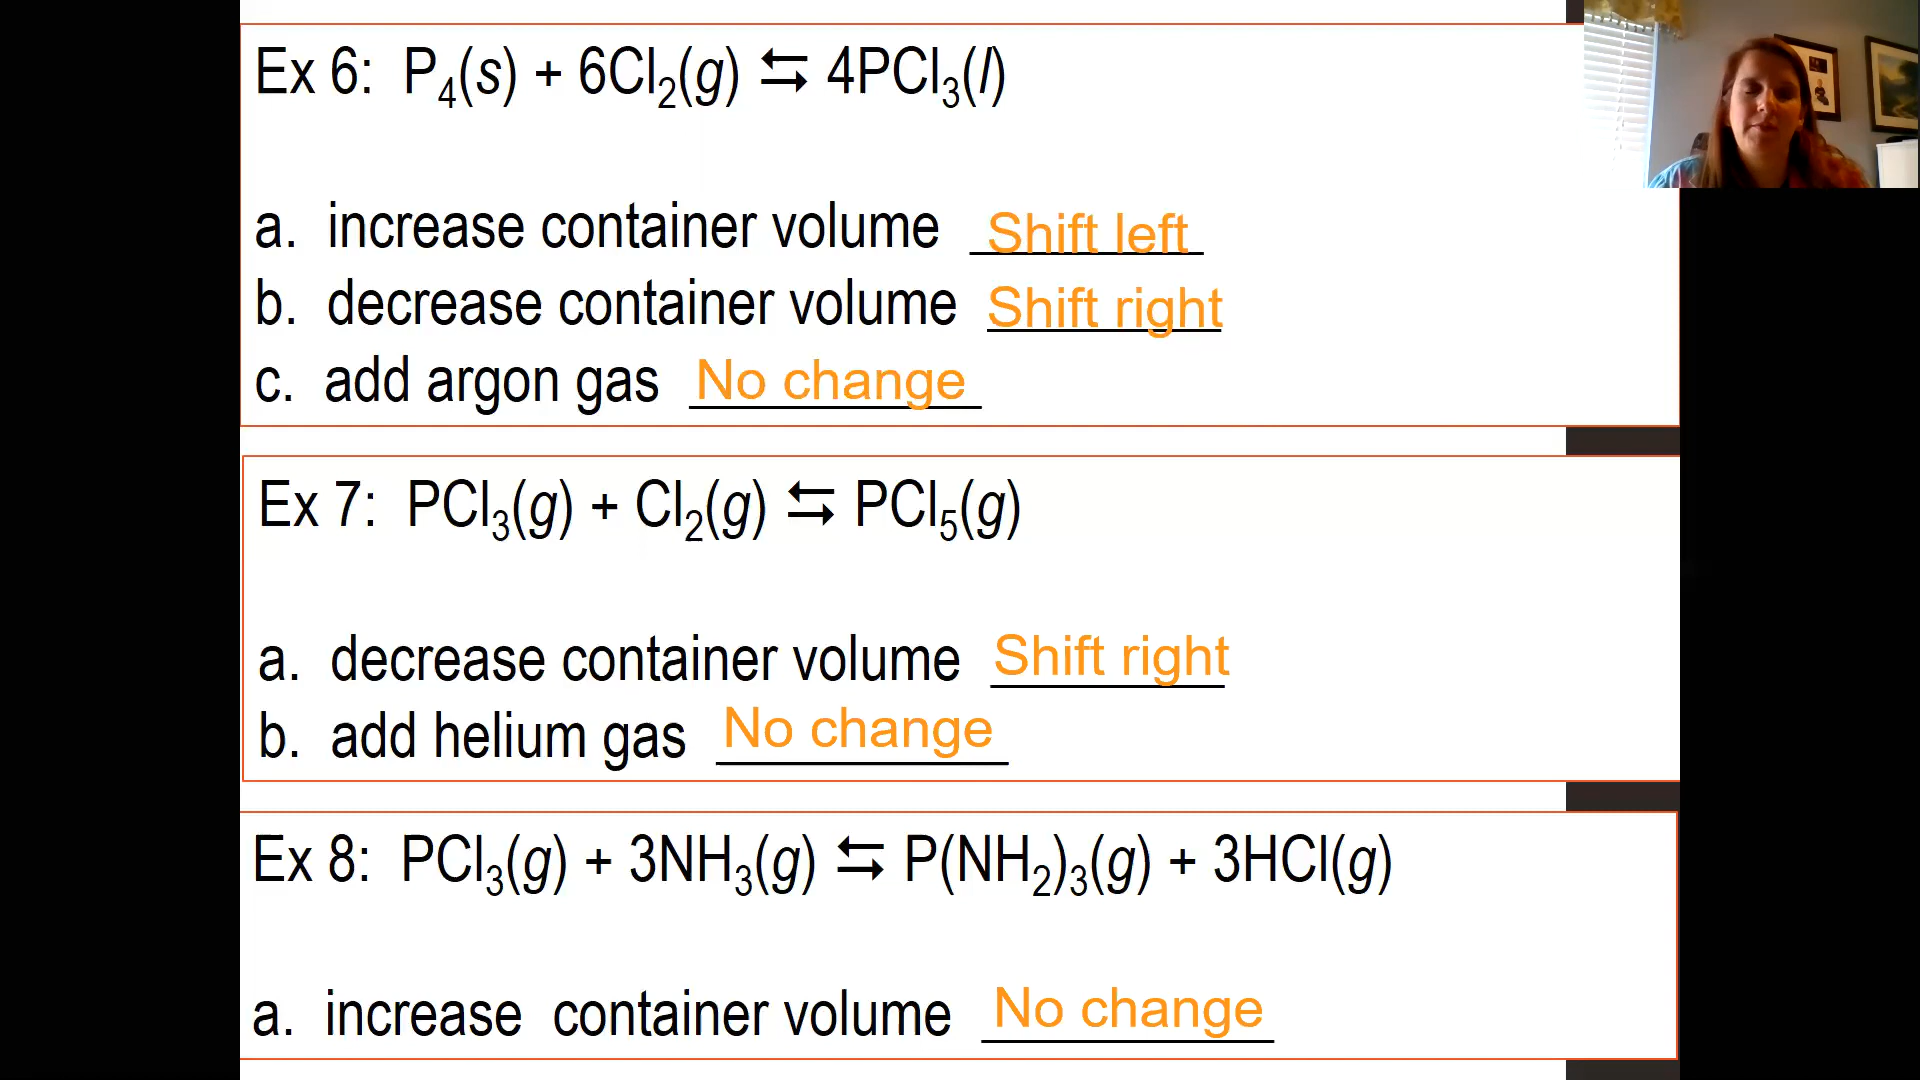 Ex 6: P₄(s) + 6Cl₂(g) ⇆ 4PCl₃(l)
a. increase container volume Shift left
b. decrease container volume Shift right
c. add argon gas No change
Ex 7: PCl₃(g) + Cl₂(g) ⇆ PCl₅(g)
a. decrease container volume Shift right
b. add helium gas No change
Ex 8: PCl₃(g) + 3NH₃(g) ⇆ P(NH₂)₃(g) + 3HCl(g)
a. increase container volume No change